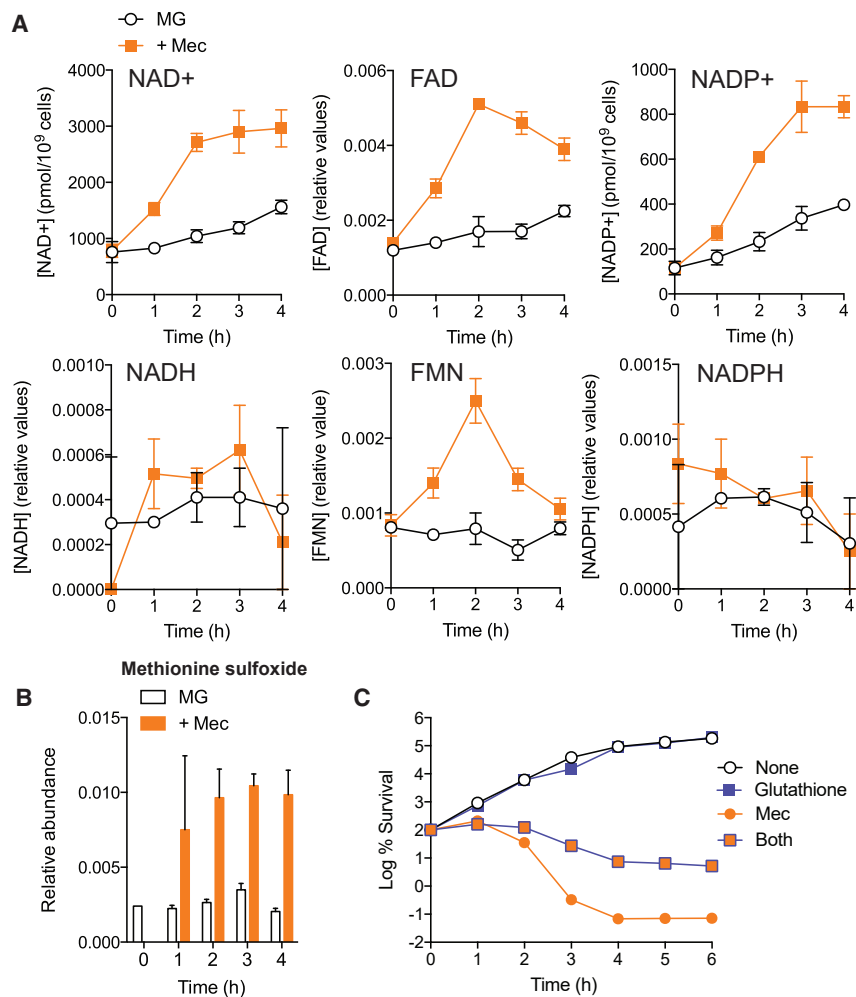 A
MG
+ Mec
NAD+
[NAD+] (pmol/10⁹ cells)
4000
3000
2000
1000
0
0 1 2 3 4
Time (h)
FAD
[FAD] (relative values)
0.006
0.004
0.002
0.000
0 1 2 3 4
Time (h)
NADP+
[NADP+] (pmol/10⁹ cells)
1000
800
600
400
200
0
0 1 2 3 4
Time (h)
NADH
[NADH] (relative values)
0.0010
0.0008
0.0006
0.0004
0.0002
0.0000
0 1 2 3 4
Time (h)
FMN
[FMN] (relative value)
0.003
0.002
0.001
0.000
0 1 2 3 4
Time (h)
NADPH
[NADPH] (relative values)
0.0015
0.0010
0.0005
0.0000
0 1 2 3 4
Time (h)
B
Methionine sulfoxide
MG
+ Mec
Relative abundance
0.015
0.010
0.005
0.000
0 1 2 3 4
Time (h)
C
Log % Survival
6
5
4
3
2
1
0
-1
-2
0 1 2 3 4 5 6
Time (h)
None
Glutathione
Mec
Both